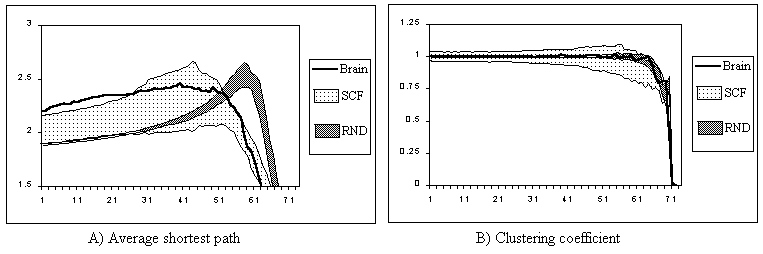 3
2.5
2
1.5
1 11 21 31 41 51 61 71
Brain
SCF
RND
A) Average shortest path
1.25
1
0.75
0.5
0.25
0
1 11 21 31 41 51 61 71
Brain
SCF
RND
B) Clustering coefficient